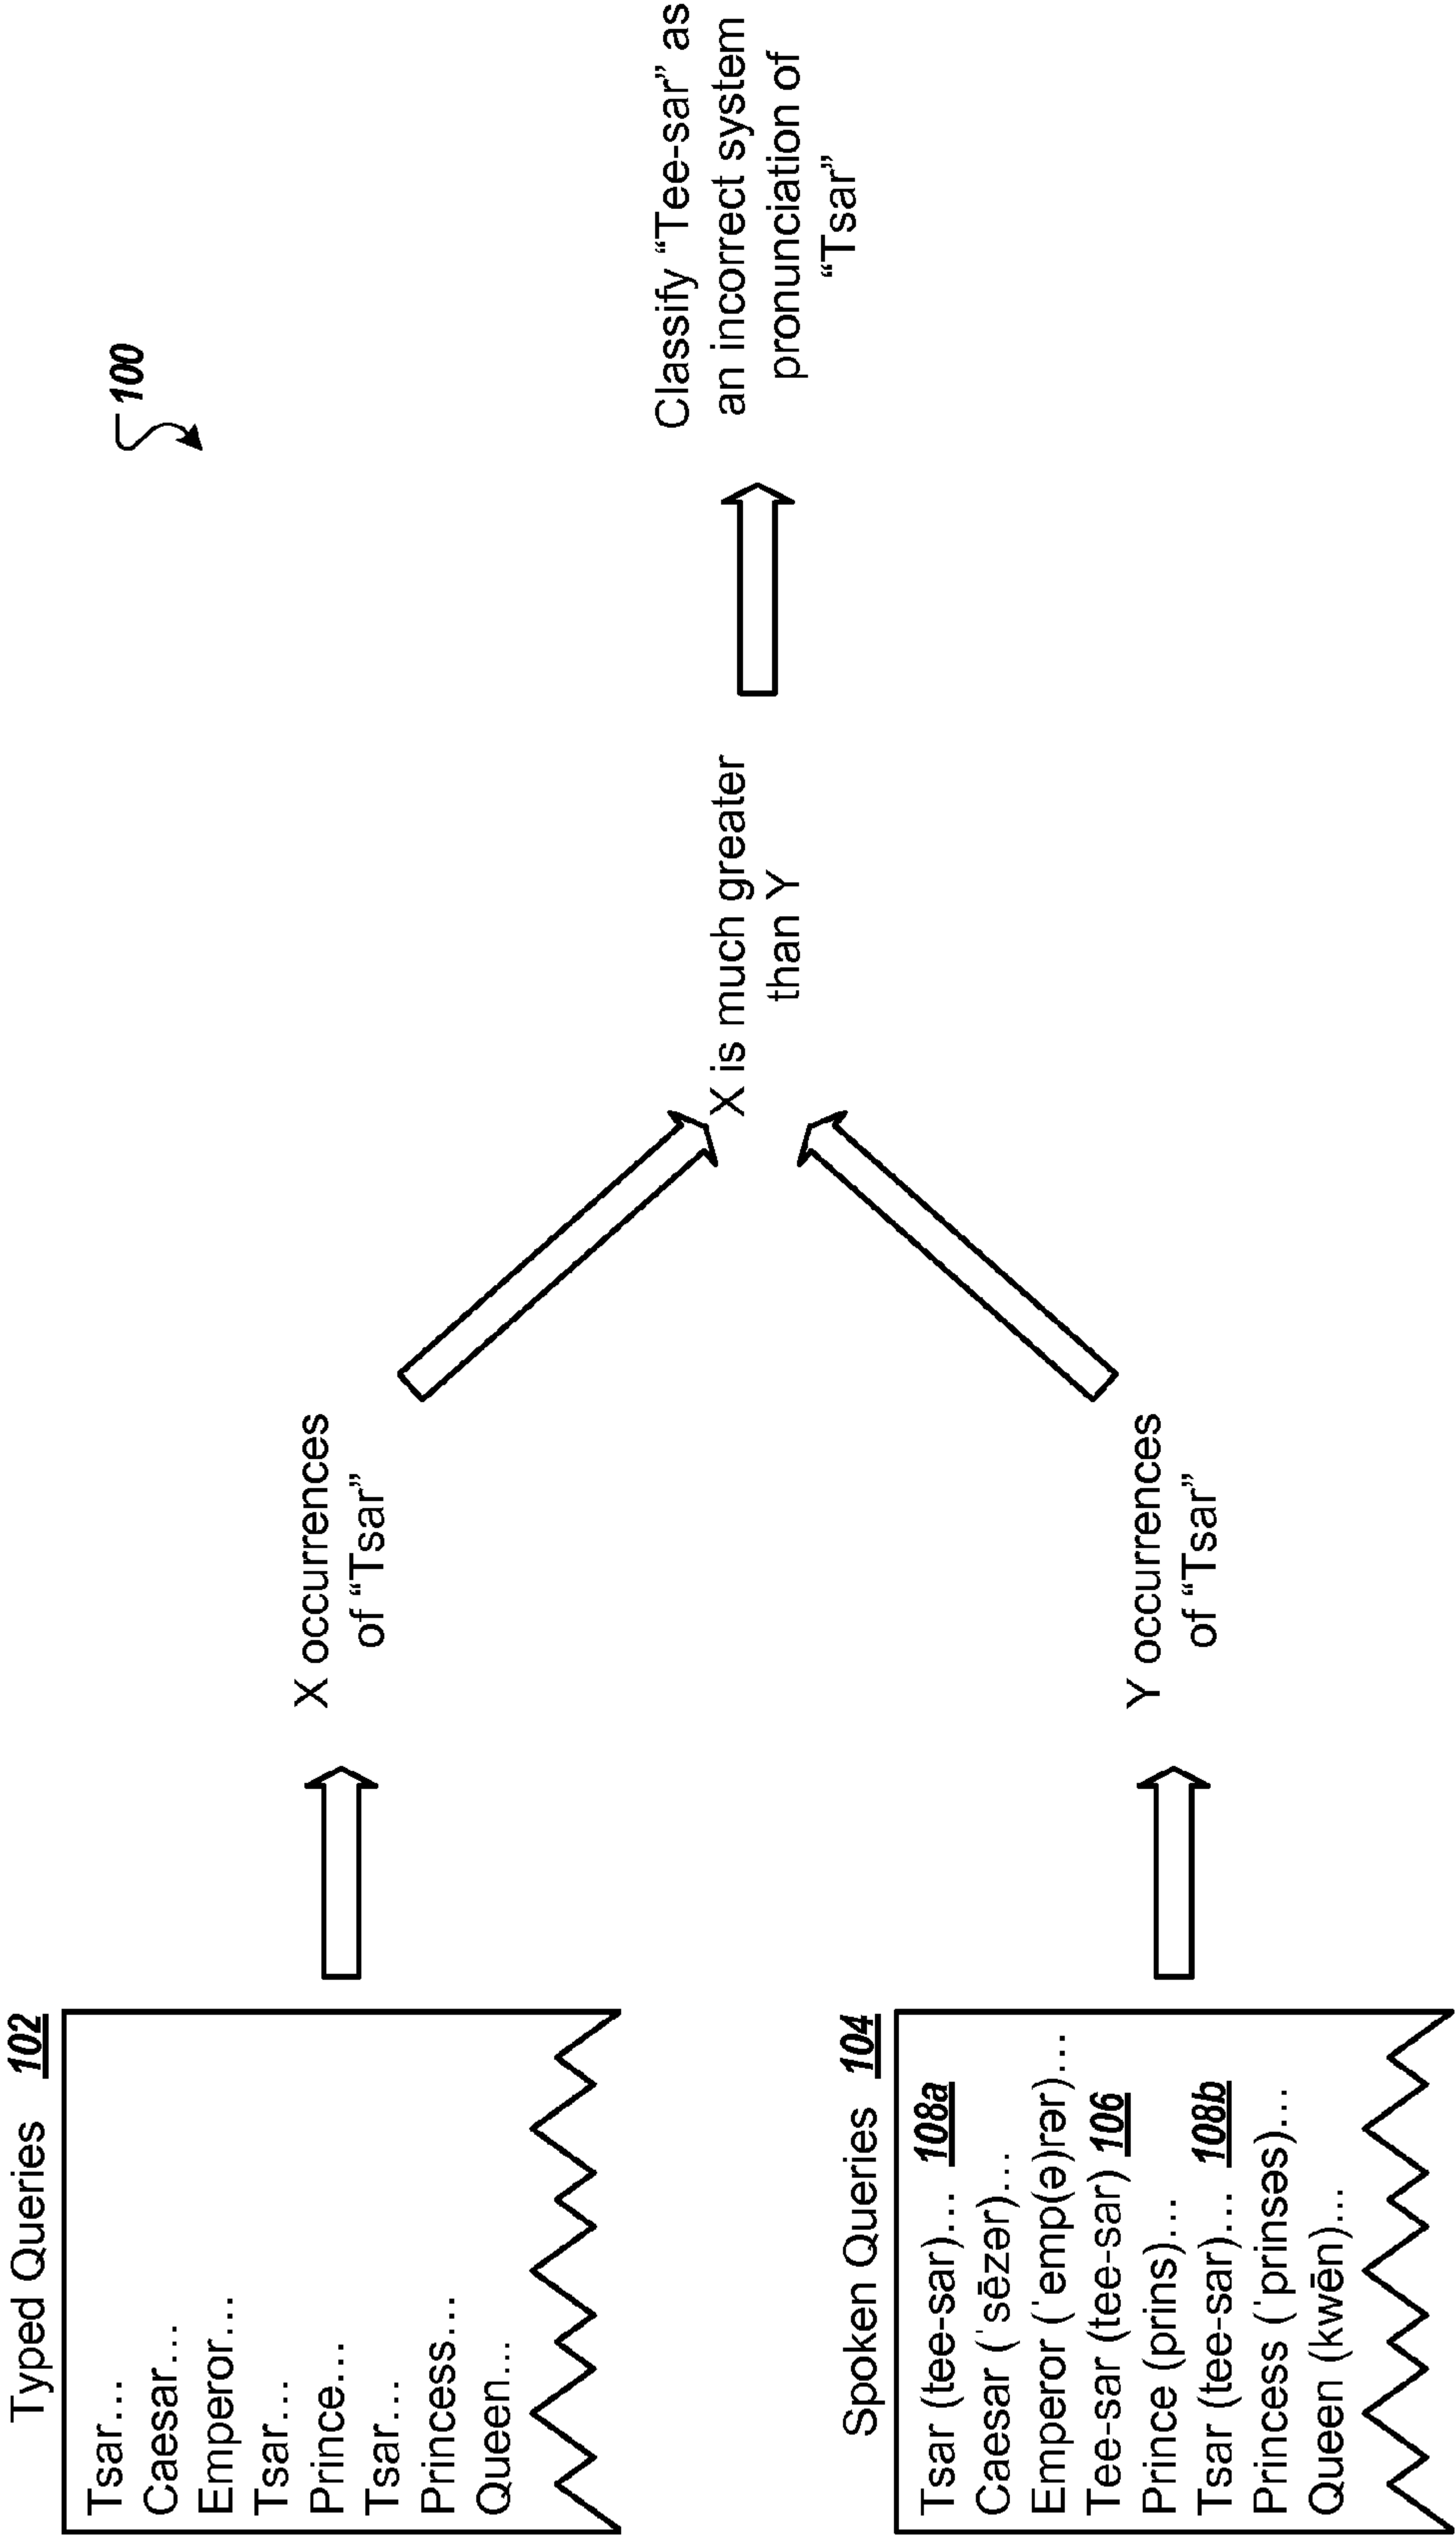 100
Typed Queries 102
Tsar…
Caesar…
Emperor…
Tsar…
Prince…
Tsar…
Princess…
Queen…
X occurrences
of “Tsar”
Spoken Queries 104
Tsar (tee-sar)… 108a
Caesar (ˈsēzər)…
Emperor (ˈemp(ə)rər)…
Tee-sar (tee-sar) 106
Prince (prins)…
Tsar (tee-sar)… 108b
Princess (ˈprinsəs)…
Queen (kwēn)…
Y occurrences
of “Tsar”
X is much greater
than Y
Classify “Tee-sar” as
an incorrect system
pronunciation of
“Tsar”